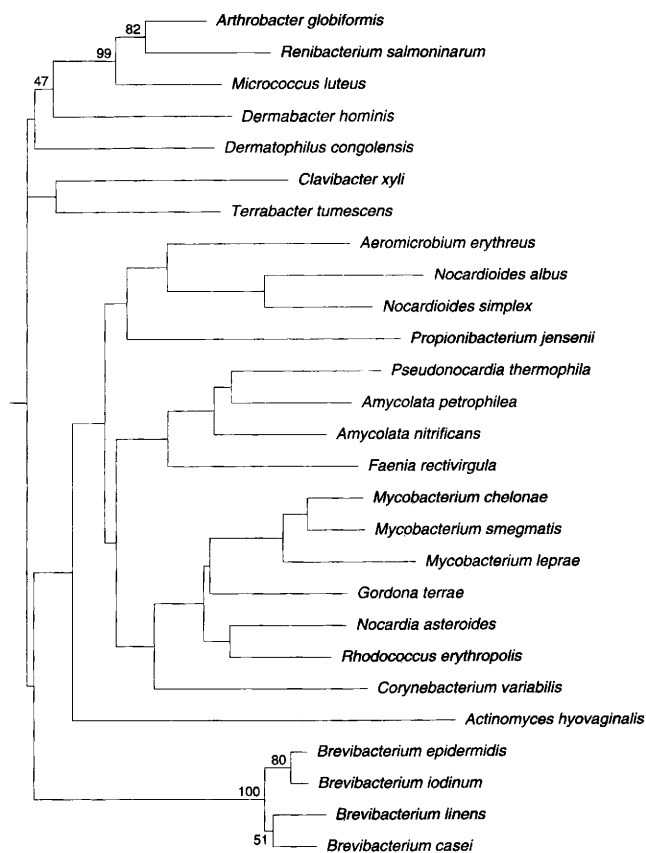 Arthrobacter globiformis
82
Renibacterium salmoninarum
99
Micrococcus luteus
47
Dermabacter hominis
Dermatophilus congolensis
Clavibacter xyli
Terrabacter tumescens
Aeromicrobium erythreus
Nocardioides albus
Nocardioides simplex
Propionibacterium jensenii
Pseudonocardia thermophila
Amycolata petrophilea
Amycolata nitrificans
Faenia rectivirgula
Mycobacterium chelonae
Mycobacterium smegmatis
Mycobacterium leprae
Gordona terrae
Nocardia asteroides
Rhodococcus erythropolis
Corynebacterium variabilis
Actinomyces hyovaginalis
Brevibacterium epidermidis
80
Brevibacterium iodinum
100
Brevibacterium linens
51
Brevibacterium casei